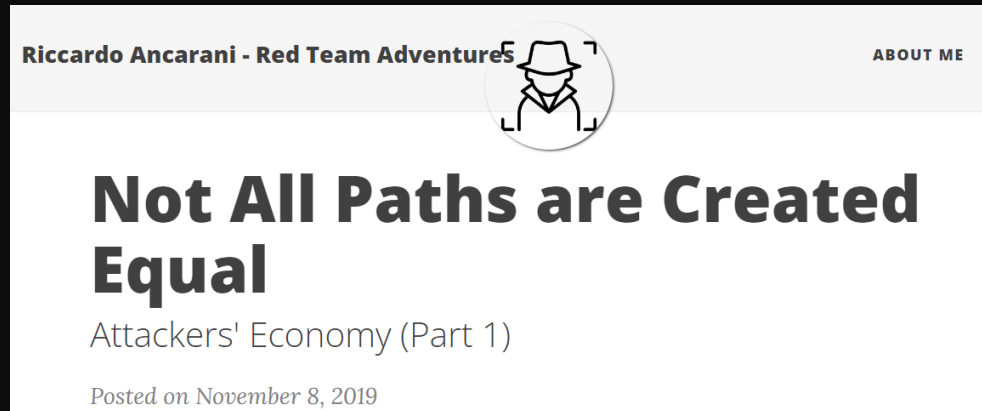 Riccardo Ancarani - Red Team Adventures
ABOUT ME
Not All Paths are Created
Equal
Attackers' Economy (Part 1)
Posted on November 8, 2019